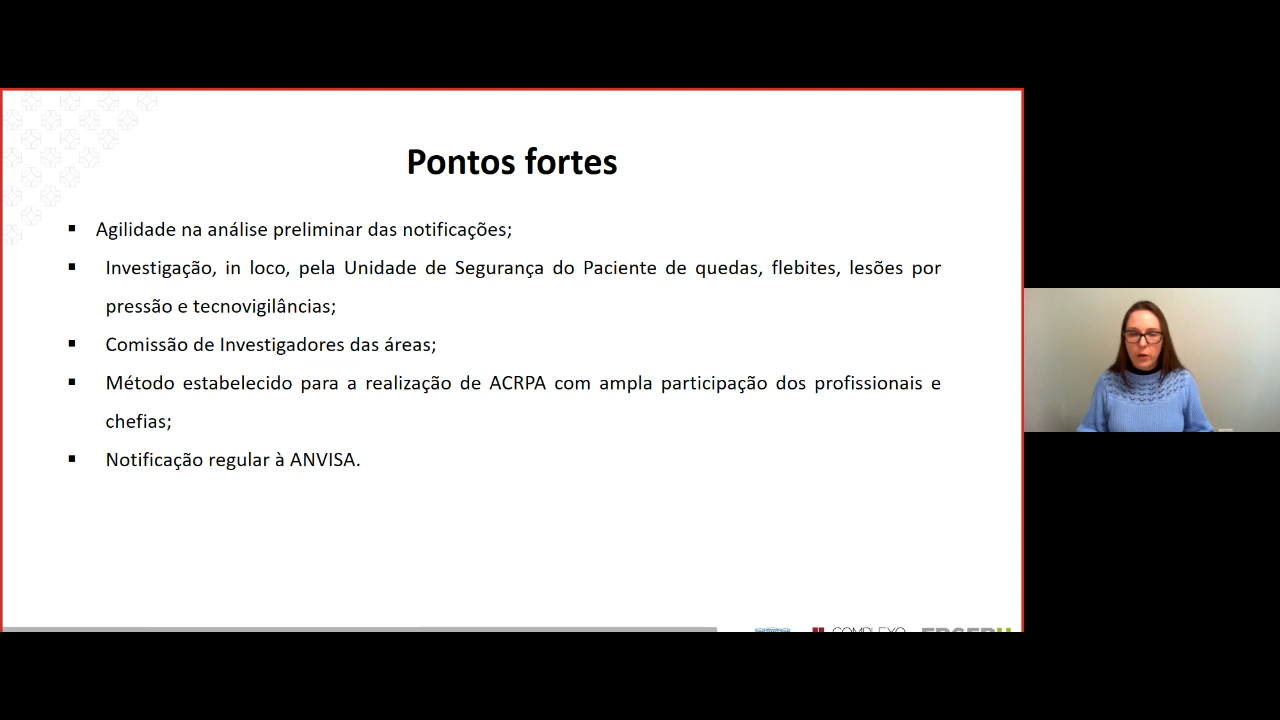 Pontos fortes
▪ Agilidade na análise preliminar das notificações;
▪ Investigação, in loco, pela Unidade de Segurança do Paciente de quedas, flebites, lesões por
pressão e tecnovigilâncias;
▪ Comissão de Investigadores das áreas;
▪ Método estabelecido para a realização de ACRPA com ampla participação dos profissionais e
chefias;
▪ Notificação regular à ANVISA.
COMPLEXO EBSERH